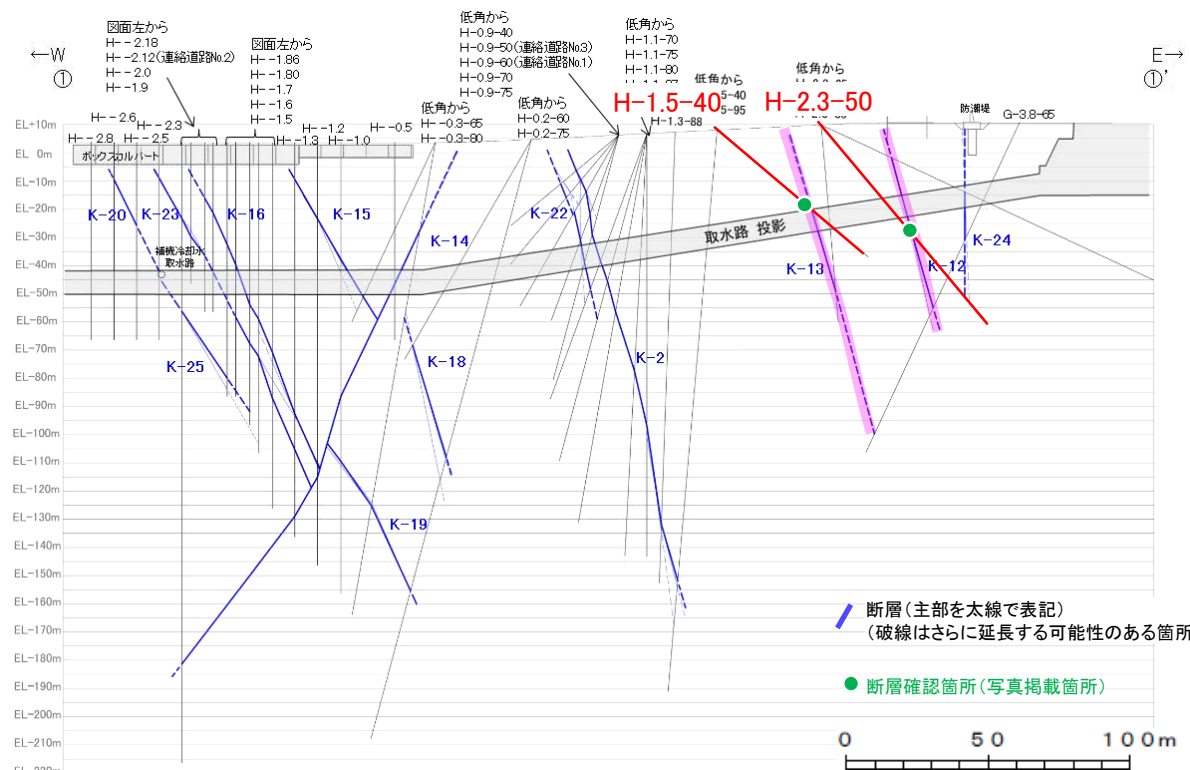 図面左から
H--2.18
H--2.12(連絡道路No.2)
H--2.0
H--1.9
図面左から
H--1.86
H--1.80
H--1.7
H--1.6
H--1.5
低角から
H-0.9-40
H-0.9-50(連絡道路No.3)
H-0.9-60(連絡道路No.1)
H-0.9-70
H-0.9-75
低角から
H-1.1-70
H-1.1-75
H-1.1-80
低角から
5-40
5-95
低角から
←W
①
E→
①’
H-1.5-40
H-2.3-50
防潮堤
G-3.8-65
低角から
H--0.3-65
H--0.3-80
低角から
H-0.2-60
H-0.2-75
H-1.3-88
H--2.6
H--2.8
H--2.3
H--2.5
H--1.2
H--1.3
H--1.0
H--0.5
ボックスカルバート
EL+10m
EL 0m
EL-10m
EL-20m
EL-30m
EL-40m
EL-50m
EL-60m
EL-70m
EL-80m
EL-90m
EL-100m
EL-110m
EL-120m
EL-130m
EL-140m
EL-150m
EL-160m
EL-170m
EL-180m
EL-190m
EL-200m
EL-210m
K-20
K-23
K-16
K-15
K-14
K-22
K-13
K-12
K-24
補機冷却水
取水路
取水路 投影
K-25
K-18
K-2
K-19
断層(主部を太線で表記)
(破線はさらに延長する可能性のある箇所
断層確認箇所(写真掲載箇所)
0 50 100m